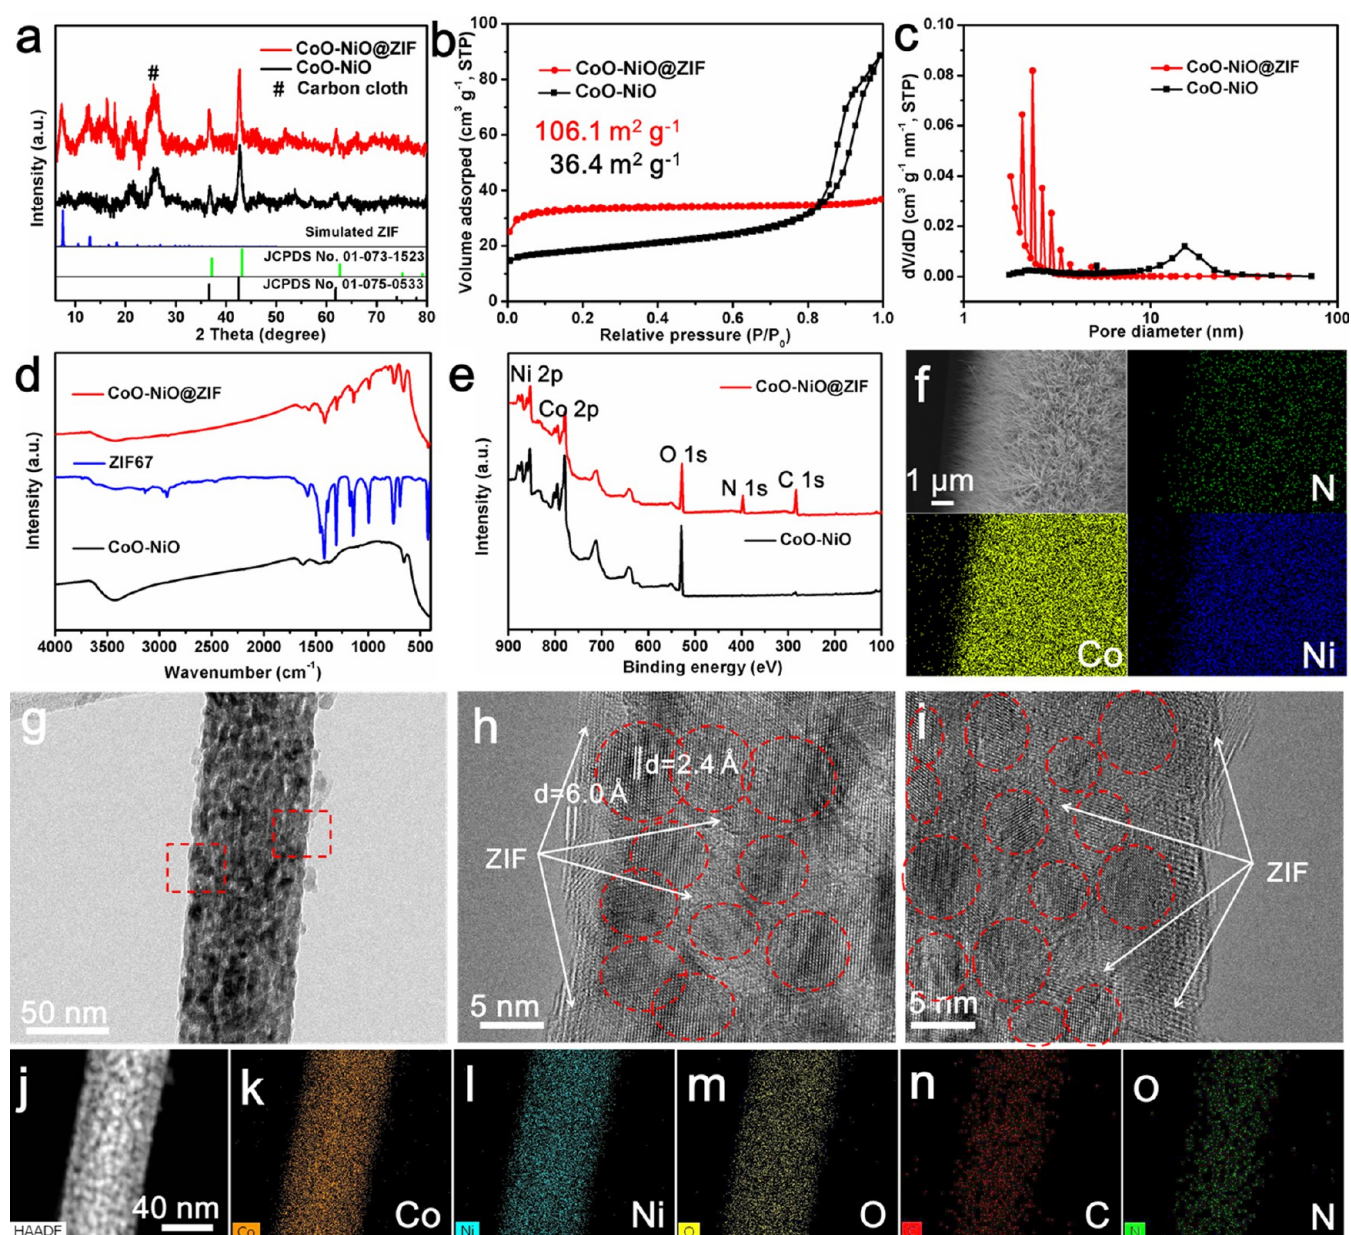 a
CoO-NiO@ZIF
CoO-NiO
# Carbon cloth
#
Simulated ZIF
JCPDS No. 01-073-1523
JCPDS No. 01-075-0533
Intensity (a.u.)
10 20 30 40 50 60 70 80
2 Theta (degree)
b
CoO-NiO@ZIF
CoO-NiO
106.1 m² g⁻¹
36.4 m² g⁻¹
Volume adsorped (cm³ g⁻¹, STP)
100
80
60
40
20
0
0.0 0.2 0.4 0.6 0.8 1.0
Relative pressure (P/P₀)
c
CoO-NiO@ZIF
CoO-NiO
dV/dD (cm³ g⁻¹ nm⁻¹, STP)
0.10
0.08
0.06
0.04
0.02
0.00
1 10 100
Pore diameter (nm)
d
CoO-NiO@ZIF
ZIF67
CoO-NiO
Intensity (a.u.)
4000 3500 3000 2500 2000 1500 1000 500
Wavenumber (cm⁻¹)
e
Ni 2p
Co 2p
O 1s
N 1s
C 1s
CoO-NiO@ZIF
CoO-NiO
Intensity (a.u.)
900 800 700 600 500 400 300 200 100
Binding energy (eV)
f
1 µm
N
Co
Ni
g
50 nm
h
d=2.4 Å
d=6.0 Å
ZIF
5 nm
i
ZIF
5 nm
j
40 nm
HAADF
k
Co
Co
l
Ni
Ni
m
O
O
n
C
o
N
N